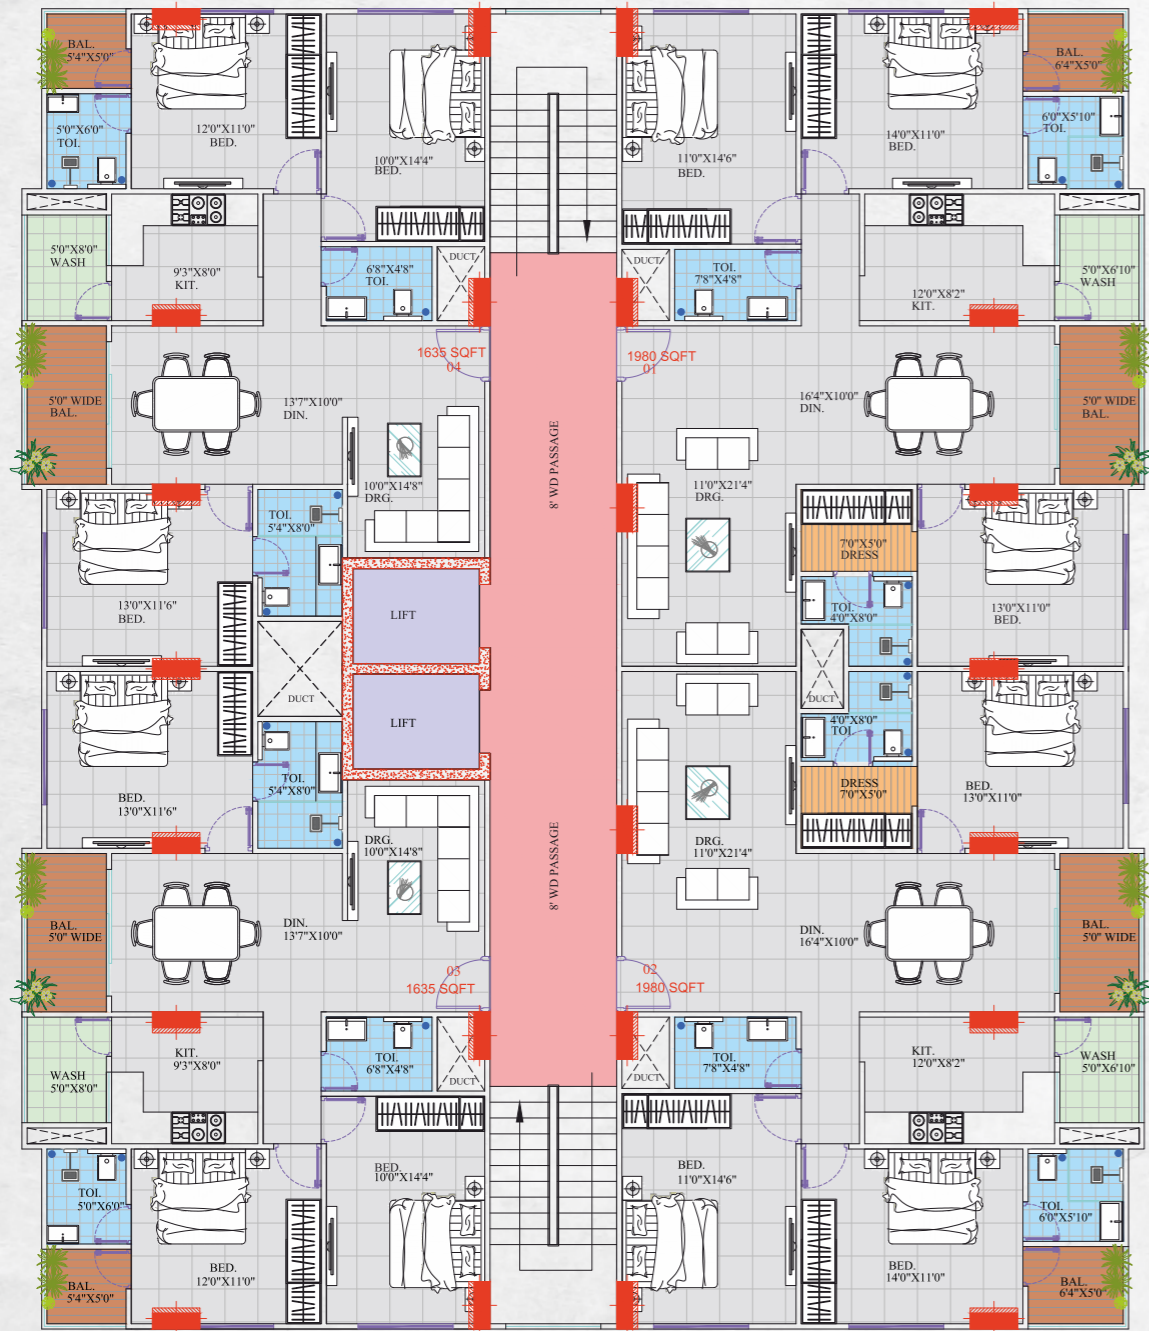 BAL.
5'4"X5'0"
12'0"X11'0"
BED.
5'0"X6'0"
TOI.
10'0"X14'4"
BED.
11'0"X14'6"
BED.
14'0"X11'0"
BED.
BAL.
6'4"X5'0"
6'0"X5'10"
TOI.
5'0"X8'0"
WASH
9'3"X8'0"
KIT.
6'8"X4'8"
TOI.
DUCT
DUCT
TOI.
7'8"X4'8"
12'0"X8'2"
KIT.
5'0"X6'10"
WASH
1635 SQFT
04
1980 SQFT
01
5'0" WIDE
BAL.
13'7"X10'0"
DIN.
16'4"X10'0"
DIN.
5'0" WIDE
BAL.
8' WD PASSAGE
10'0"X14'8"
DRG.
11'0"X21'4"
DRG.
TOI.
5'4"X8'0"
7'0"X5'0"
DRESS
13'0"X11'6"
BED.
LIFT
TOI.
4'0"X8'0"
13'0"X11'0"
BED.
DUCT
DUCT
LIFT
4'0"X8'0"
TOI.
BED.
13'0"X11'6"
TOI.
5'4"X8'0"
DRESS
7'0"X5'0"
BED.
13'0"X11'0"
DRG.
10'0"X14'8"
DRG.
11'0"X21'4"
8' WD PASSAGE
BAL.
5'0" WIDE
DIN.
13'7"X10'0"
DIN.
16'4"X10'0"
BAL.
5'0" WIDE
03
1635 SQFT
02
1980 SQFT
KIT.
9'3"X8'0"
TOI.
6'8"X4'8"
DUCT
DUCT
TOI.
7'8"X4'8"
KIT.
12'0"X8'2"
WASH
5'0"X8'0"
WASH
5'0"X6'10"
BED.
10'0"X14'4"
BED.
11'0"X14'6"
TOI.
5'0"X6'0"
TOI.
6'0"X5'10"
BED.
12'0"X11'0"
BED.
14'0"X11'0"
BAL.
5'4"X5'0"
BAL.
6'4"X5'0